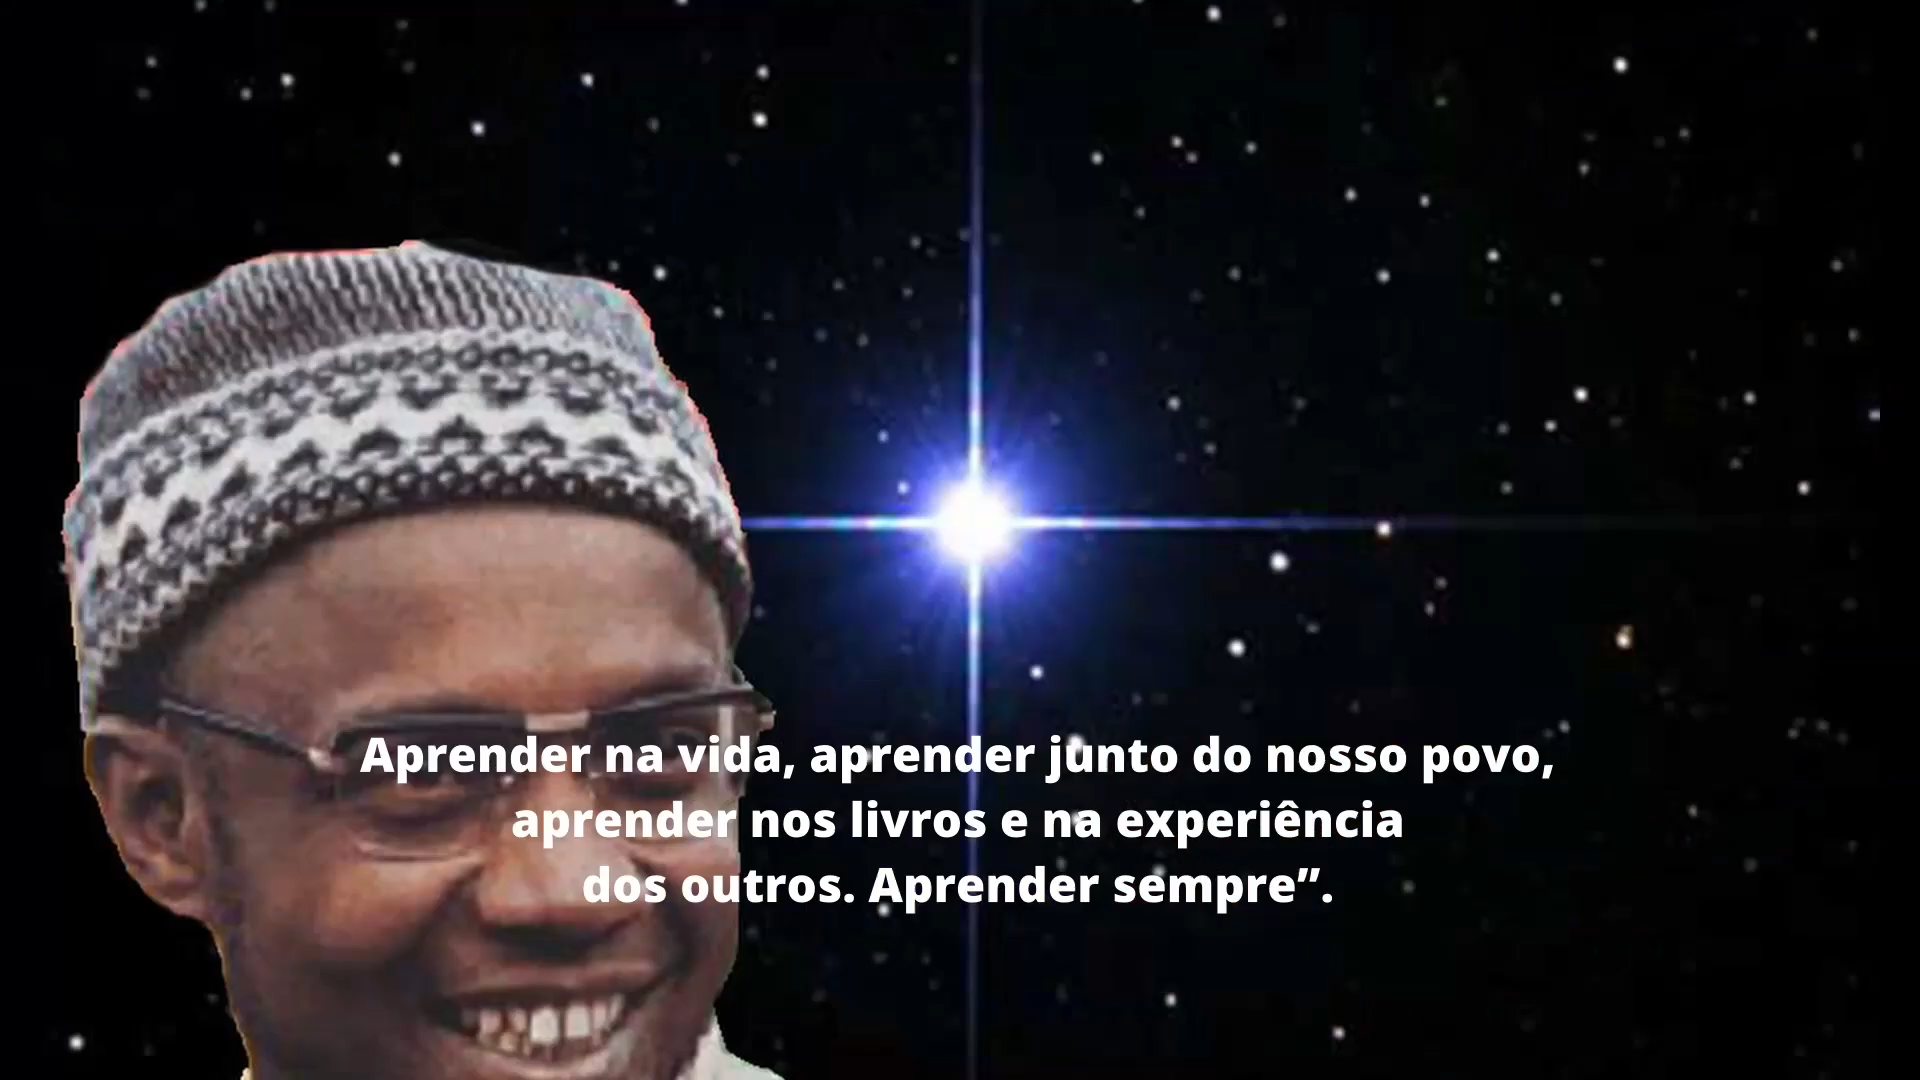 Aprender na vida, aprender junto do nosso povo,
aprender nos livros e na experiência
dos outros. Aprender sempre”.